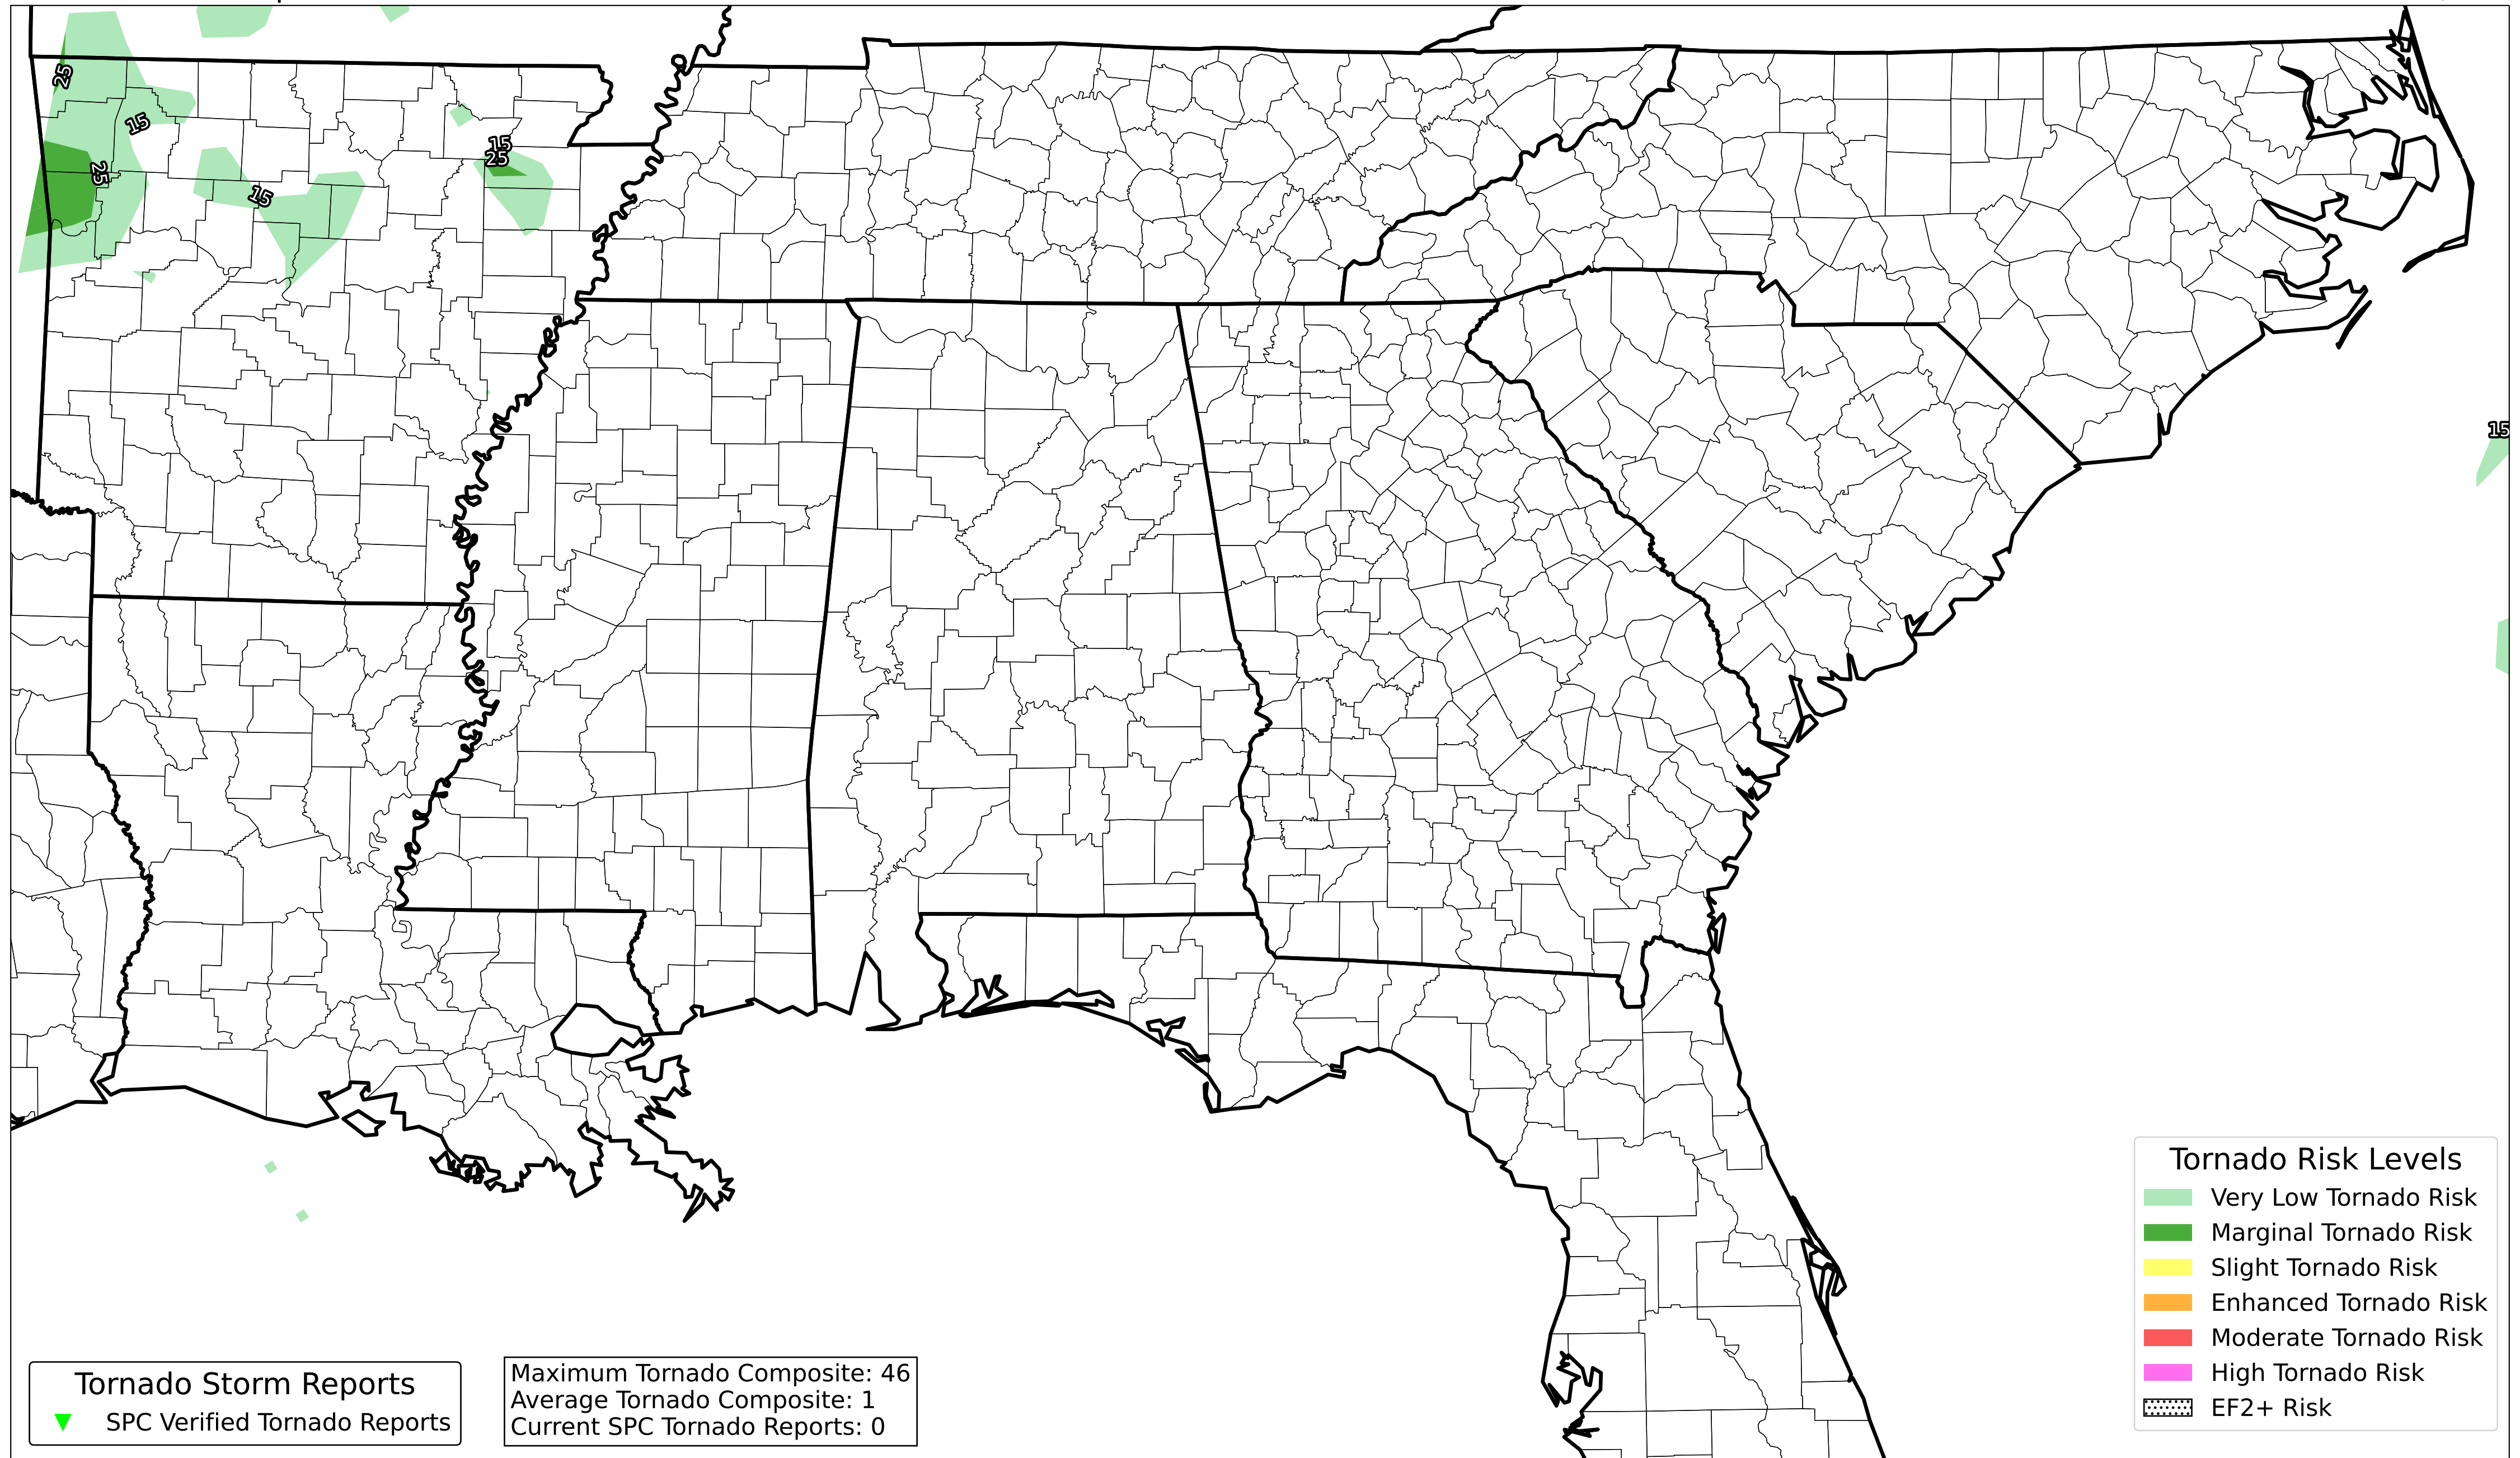 25
15
25
15
15
25
15
Tornado Risk Levels
Very Low Tornado Risk
Marginal Tornado Risk
Slight Tornado Risk
Enhanced Tornado Risk
Moderate Tornado Risk
High Tornado Risk
EF2+ Risk
Tornado Storm Reports
SPC Verified Tornado Reports
Maximum Tornado Composite: 46
Average Tornado Composite: 1
Current SPC Tornado Reports: 0